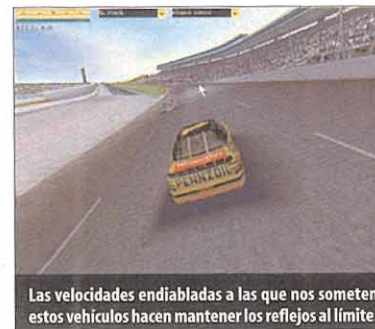 PENNZOIL
Las velocidades endiabladas a las que nos someten
estos vehículos hacen mantener los reflejos al límite.